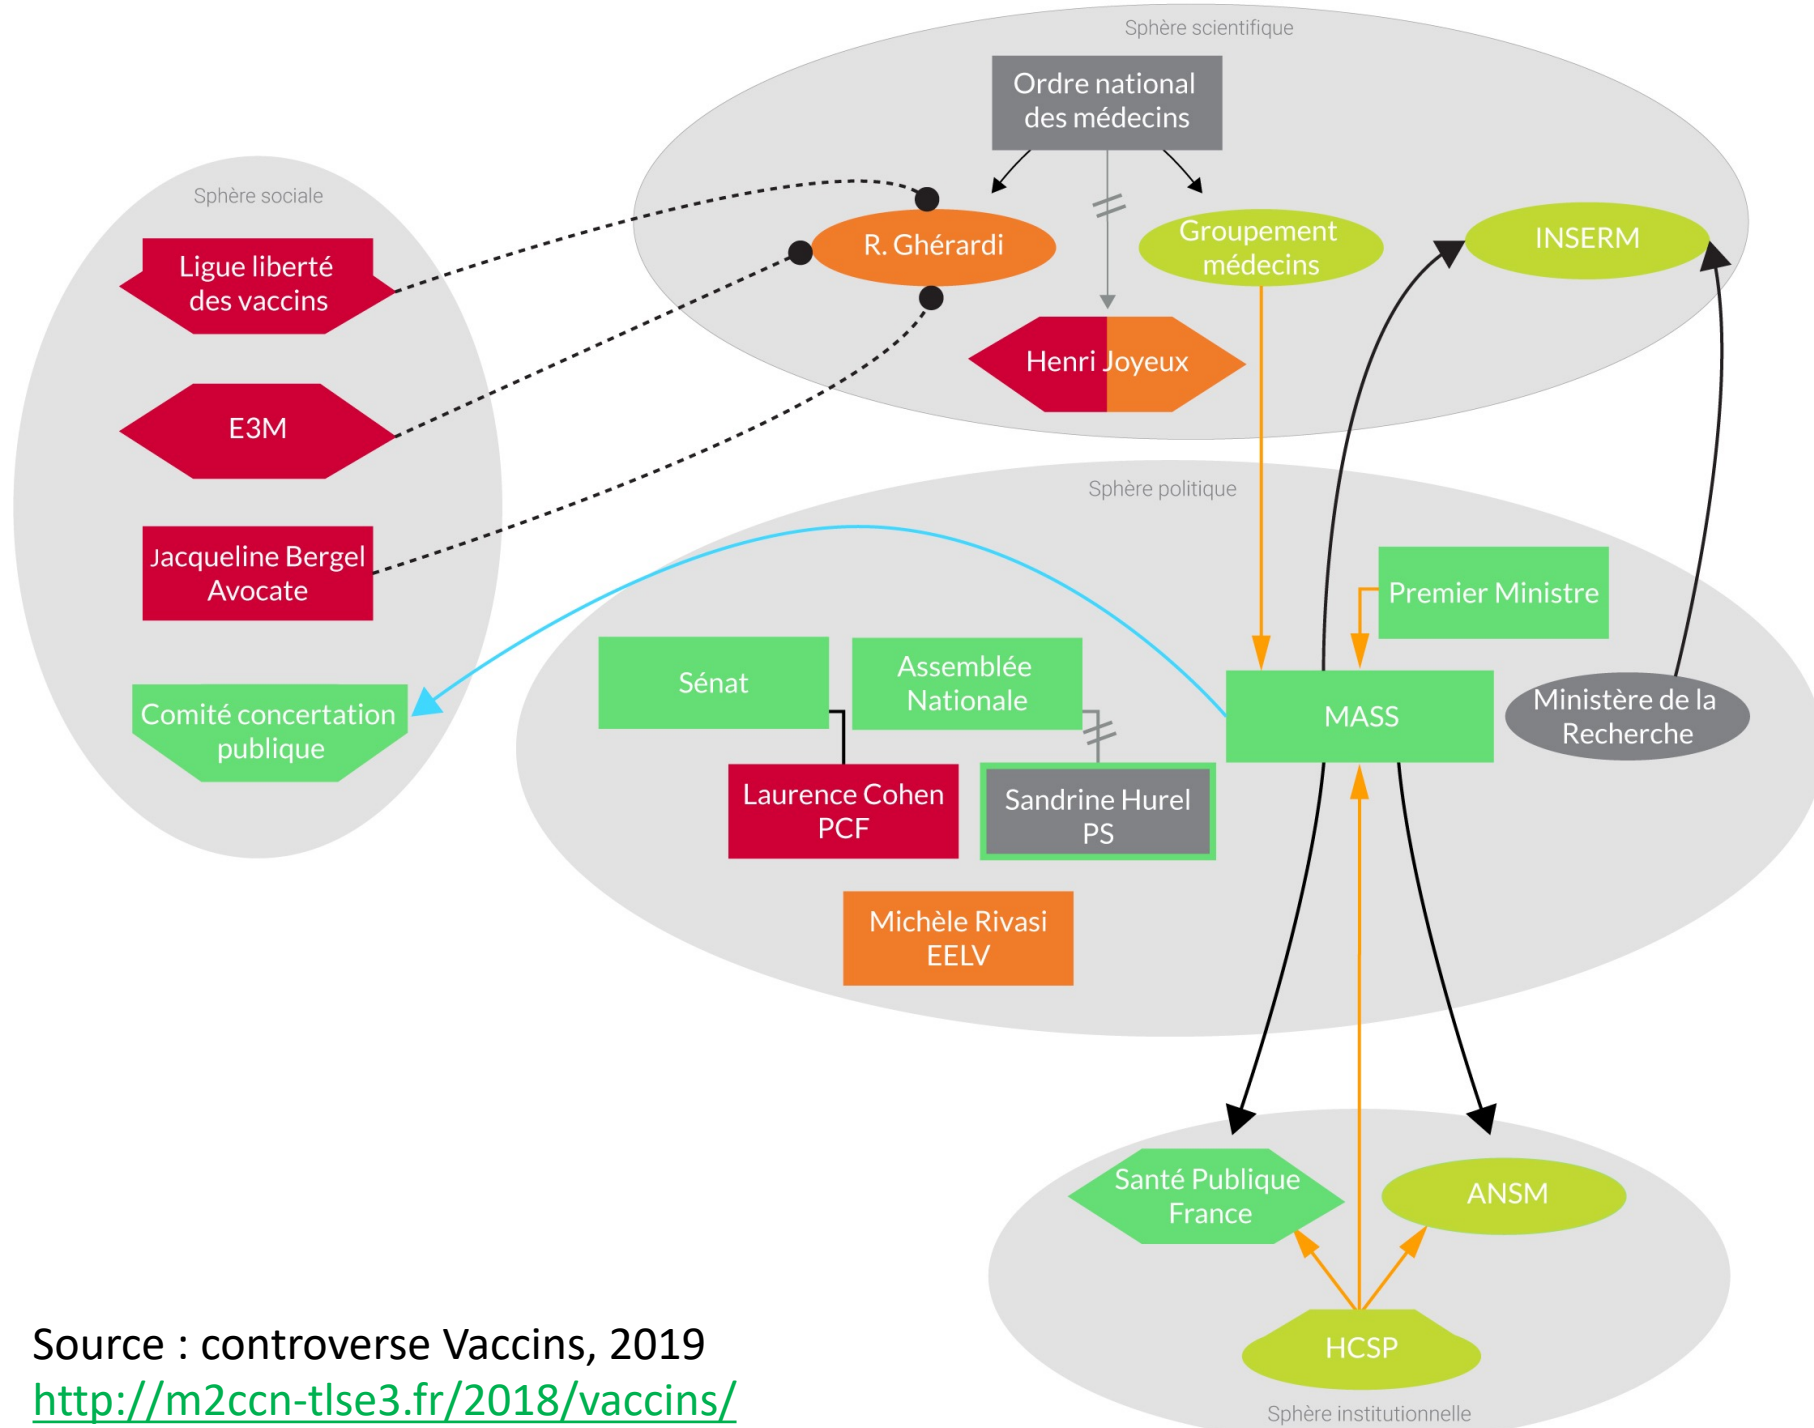 Sphère scientifique
Ordre national
des médecins
R. Ghérardi
Groupement
médecins
INSERM
Henri Joyeux
Sphère sociale
Ligue liberté
des vaccins
E3M
Jacqueline Bergel
Avocate
Comité concertation
publique
Sphère politique
Premier Ministre
Sénat
Assemblée
Nationale
MASS
Ministère de la
Recherche
Laurence Cohen
PCF
Sandrine Hurel
PS
Michèle Rivasi
EELV
Santé Publique
France
ANSM
HCSP
Sphère institutionnelle
Source : controverse Vaccins, 2019
http://m2ccn-tlse3.fr/2018/vaccins/